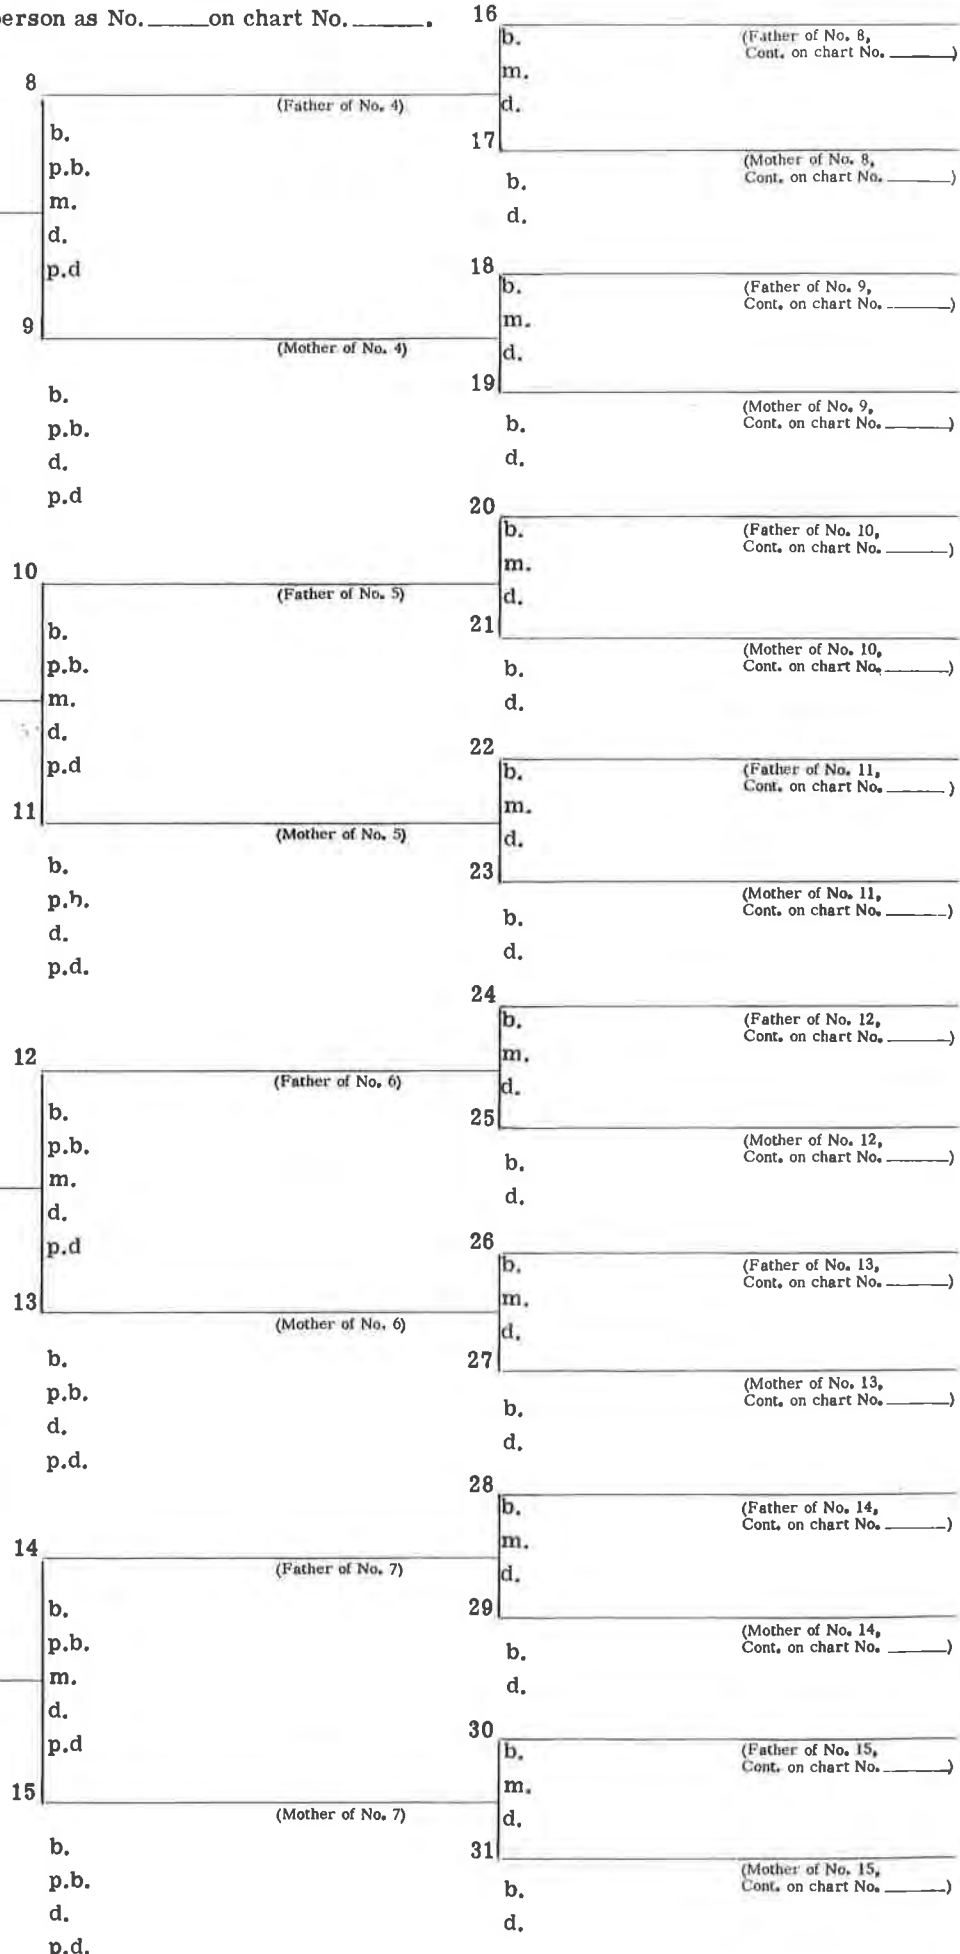 person as No. ______ on chart No. ______.
8
(Father of No. 4)
b.
p.b.
m.
d.
p.d
9
(Mother of No. 4)
b.
p.b.
d.
p.d
10
(Father of No. 5)
b.
p.b.
m.
d.
p.d
11
(Mother of No. 5)
b.
p.b.
d.
p.d.
12
(Father of No. 6)
b.
p.b.
m.
d.
p.d
13
(Mother of No. 6)
b.
p.b.
d.
p.d.
14
(Father of No. 7)
b.
p.b.
m.
d.
p.d
15
(Mother of No. 7)
b.
p.b.
d.
p.d.
16
b.
m.
d.
(Father of No. 8,
Cont. on chart No. ______)
17
(Mother of No. 8,
Cont. on chart No. ______)
b.
d.
18
b.
m.
d.
(Father of No. 9,
Cont. on chart No. ______)
19
(Mother of No. 9,
Cont. on chart No. ______)
b.
d.
20
b.
m.
d.
(Father of No. 10,
Cont. on chart No. ______)
21
(Mother of No. 10,
Cont. on chart No. ______)
b.
d.
22
b.
m.
d.
(Father of No. 11,
Cont. on chart No. ______)
23
(Mother of No. 11,
Cont. on chart No. ______)
b.
d.
24
b.
m.
d.
(Father of No. 12,
Cont. on chart No. ______)
25
(Mother of No. 12,
Cont. on chart No. ______)
b.
d.
26
b.
m.
d.
(Father of No. 13,
Cont. on chart No. ______)
27
(Mother of No. 13,
Cont. on chart No. ______)
b.
d.
28
b.
m.
d.
(Father of No. 14,
Cont. on chart No. ______)
29
(Mother of No. 14,
Cont. on chart No. ______)
b.
d.
30
b.
m.
d.
(Father of No. 15,
Cont. on chart No. ______)
31
(Mother of No. 15,
Cont. on chart No. ______)
b.
d.